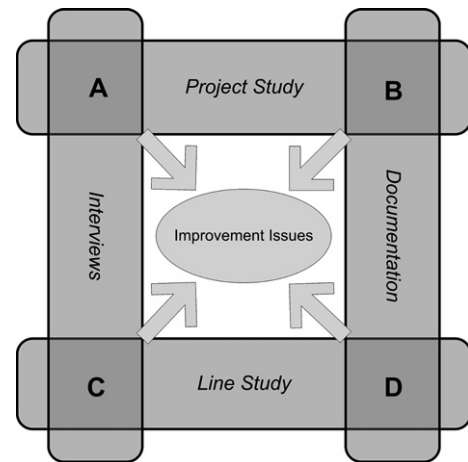 A
Project Study
B
Interviews
Improvement Issues
Documentation
C
Line Study
D